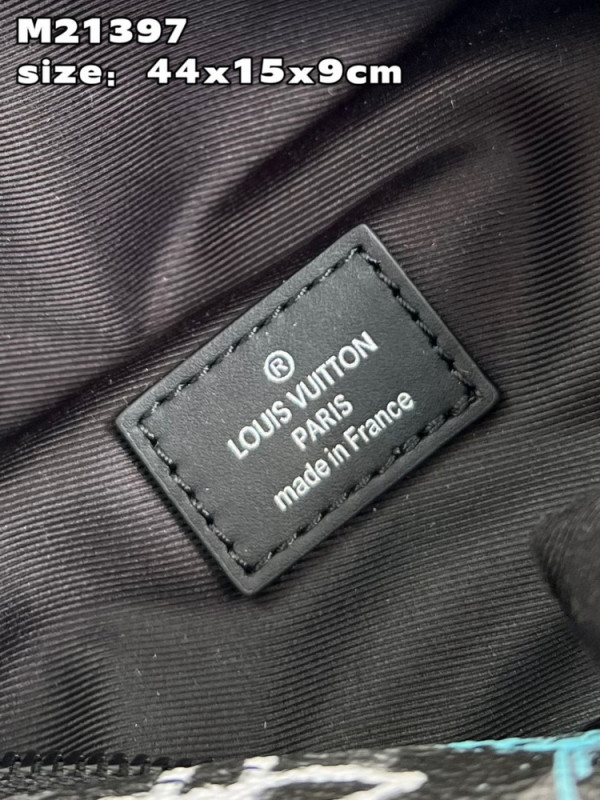 M21397
size： 44x15x9cm
®
LOUIS VUITTON
PARIS
made in France